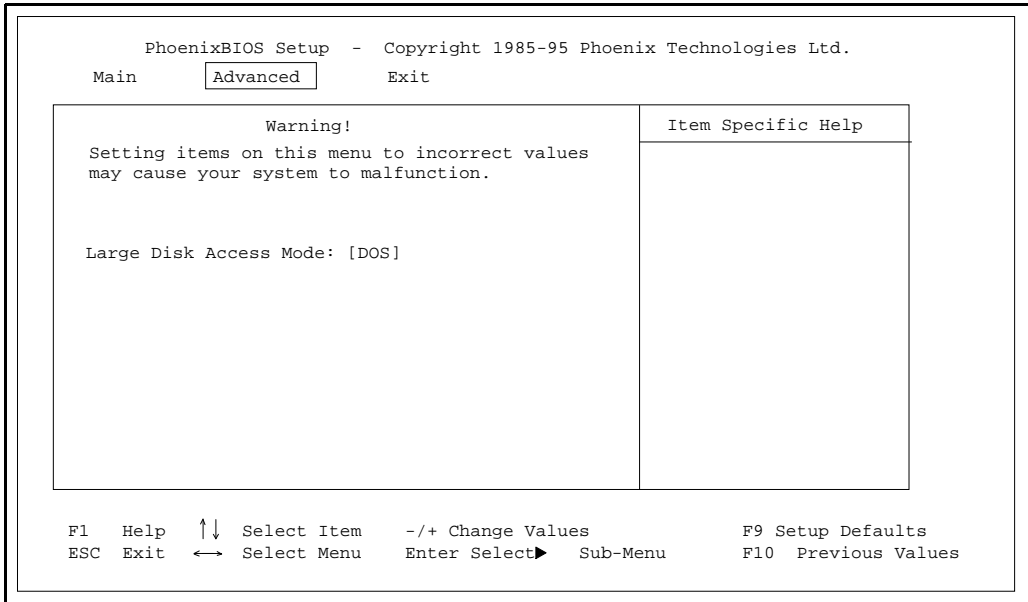 PhoenixBIOS Setup - Copyright 1985-95 Phoenix Technologies Ltd.
Main Advanced Exit
Warning!
Setting items on this menu to incorrect values
may cause your system to malfunction.
Large Disk Access Mode: [DOS]
Item Specific Help
F1 Help ↑↓ Select Item -/+ Change Values F9 Setup Defaults
ESC Exit ←→ Select Menu Enter Select▶ Sub-Menu F10 Previous Values